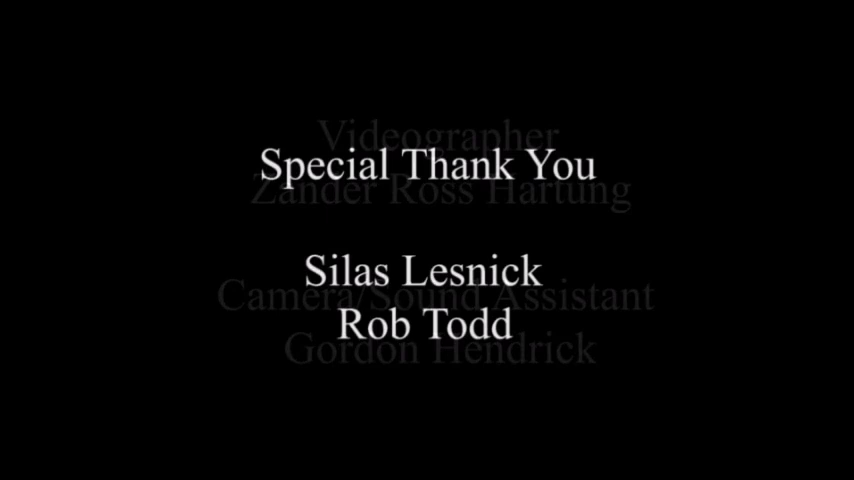 Videographer
Special Thank You
Zander Ross Hartung
Silas Lesnick
Camera/Sound Assistant
Rob Todd
Gordon Hendrick